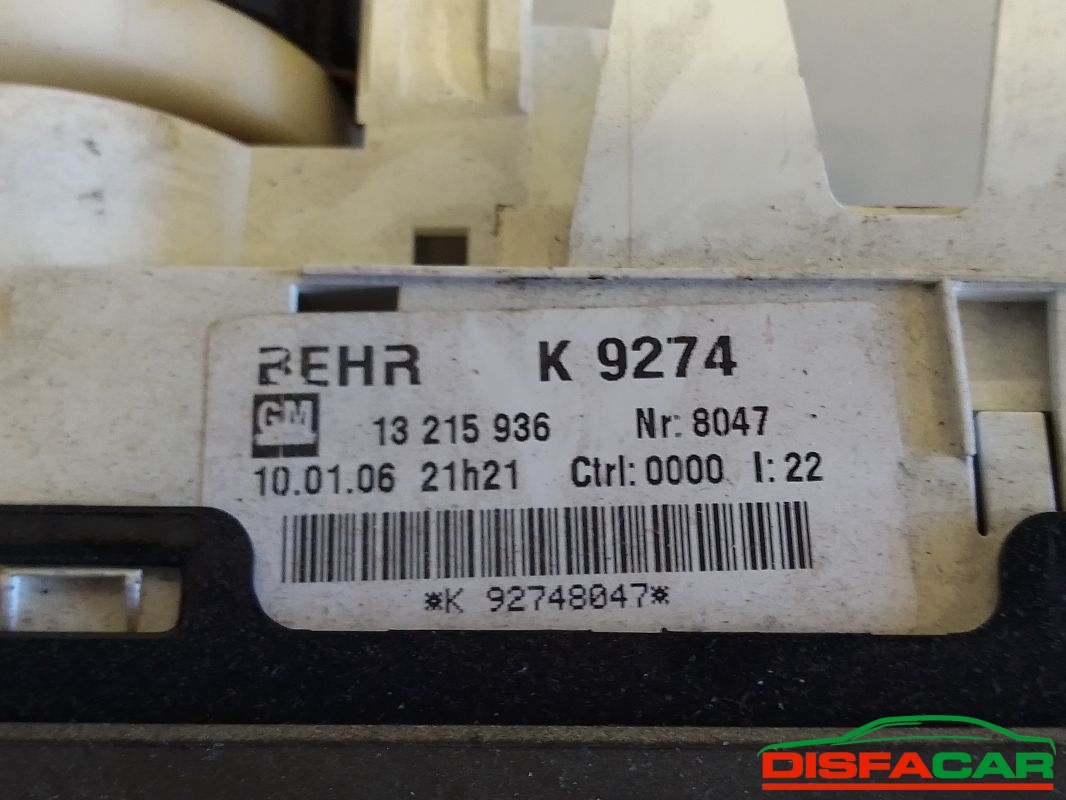 BEHR K 9274
GM 13 215 936 Nr: 8047
10.01.06 21h21 Ctrl: 0000 I: 22
*K 92748047*
DISFACAR